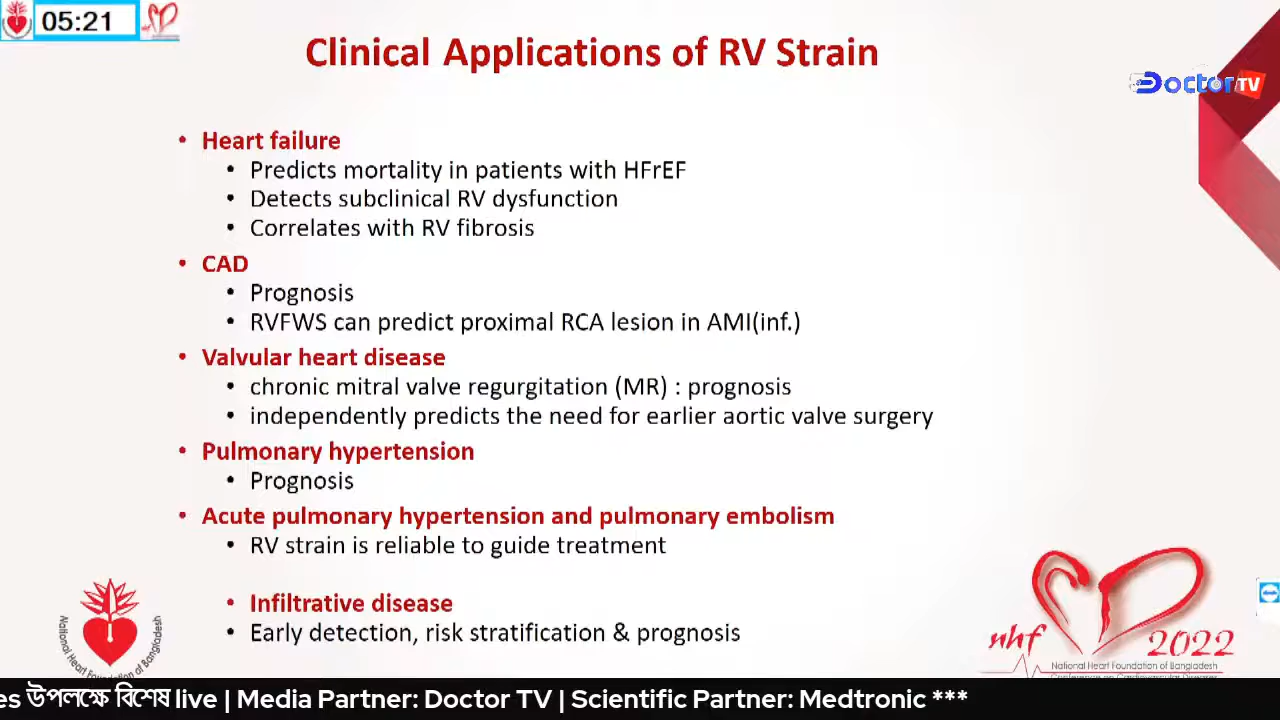 05:21
Clinical Applications of RV Strain
Doctor TV
• Heart failure
• Predicts mortality in patients with HFrEF
• Detects subclinical RV dysfunction
• Correlates with RV fibrosis
• CAD
• Prognosis
• RVFWS can predict proximal RCA lesion in AMI(inf.)
• Valvular heart disease
• chronic mitral valve regurgitation (MR) : prognosis
• independently predicts the need for earlier aortic valve surgery
• Pulmonary hypertension
• Prognosis
• Acute pulmonary hypertension and pulmonary embolism
• RV strain is reliable to guide treatment
• Infiltrative disease
• Early detection, risk stratification & prognosis
National Heart Foundation of Bangladesh
nhf 2022
National Heart Foundation of Bangladesh
Conference on Cardiovascular Diseases
es উপলক্ষে বিশেষ live | Media Partner: Doctor TV | Scientific Partner: Medtronic ***